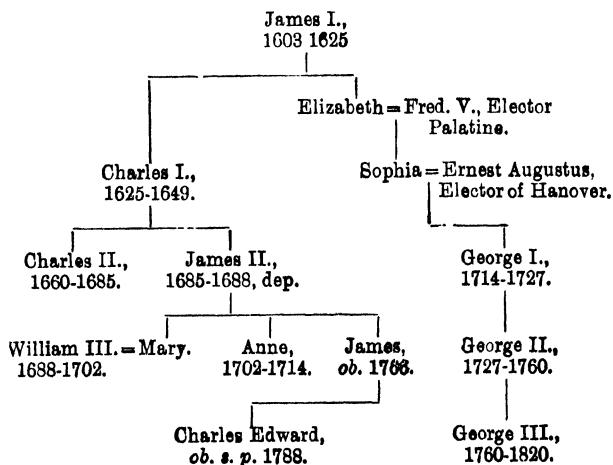 James I.,
1603 1625
Elizabeth = Fred. V., Elector
Palatine.
Charles I.,
1625-1649.
Sophia = Ernest Augustus,
Elector of Hanover.
Charles II.,
1660-1685.
James II.,
1685-1688, dep.
George I.,
1714-1727.
William III. = Mary.
1688-1702.
Anne,
1702-1714.
James,
ob. 1766.
George II.,
1727-1760.
Charles Edward,
ob. s. p. 1788.
George III.,
1760-1820.